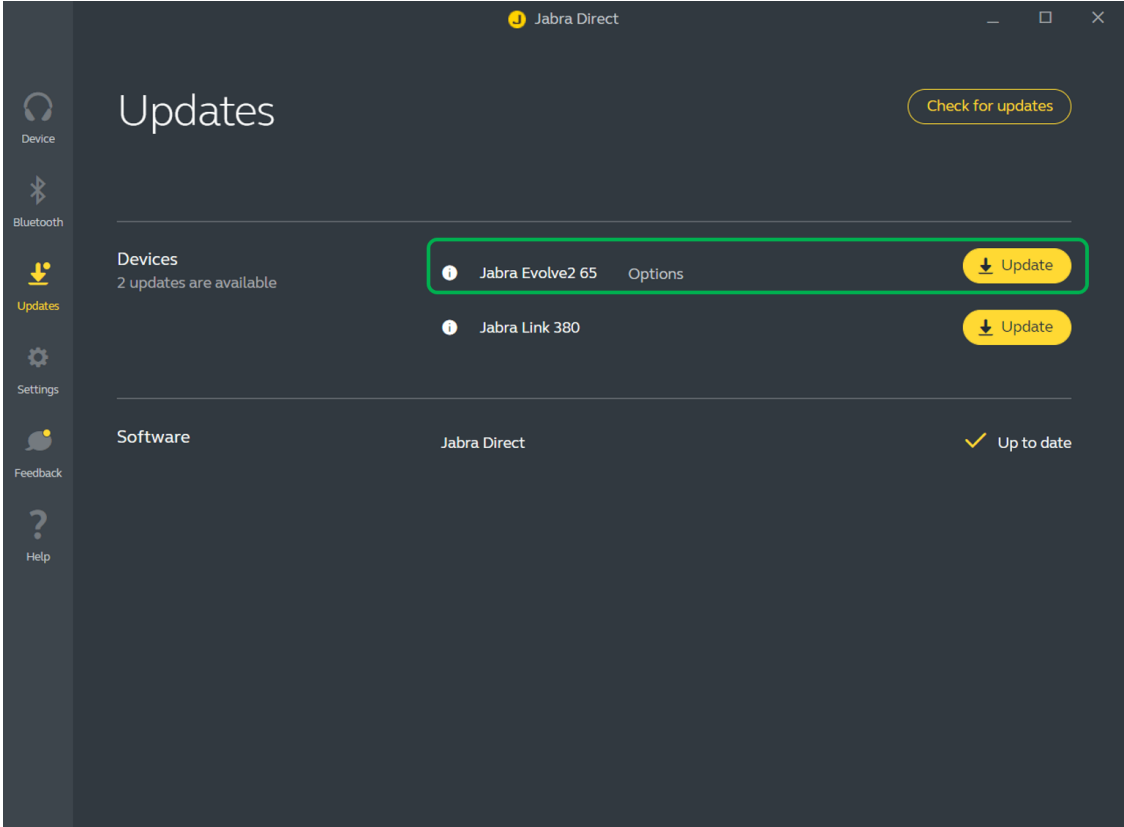 Jabra Direct
Device
Bluetooth
Updates
Settings
Feedback
Help
Updates
Check for updates
Devices
2 updates are available
Jabra Evolve2 65 Options Update
Jabra Link 380 Update
Software
Jabra Direct Up to date